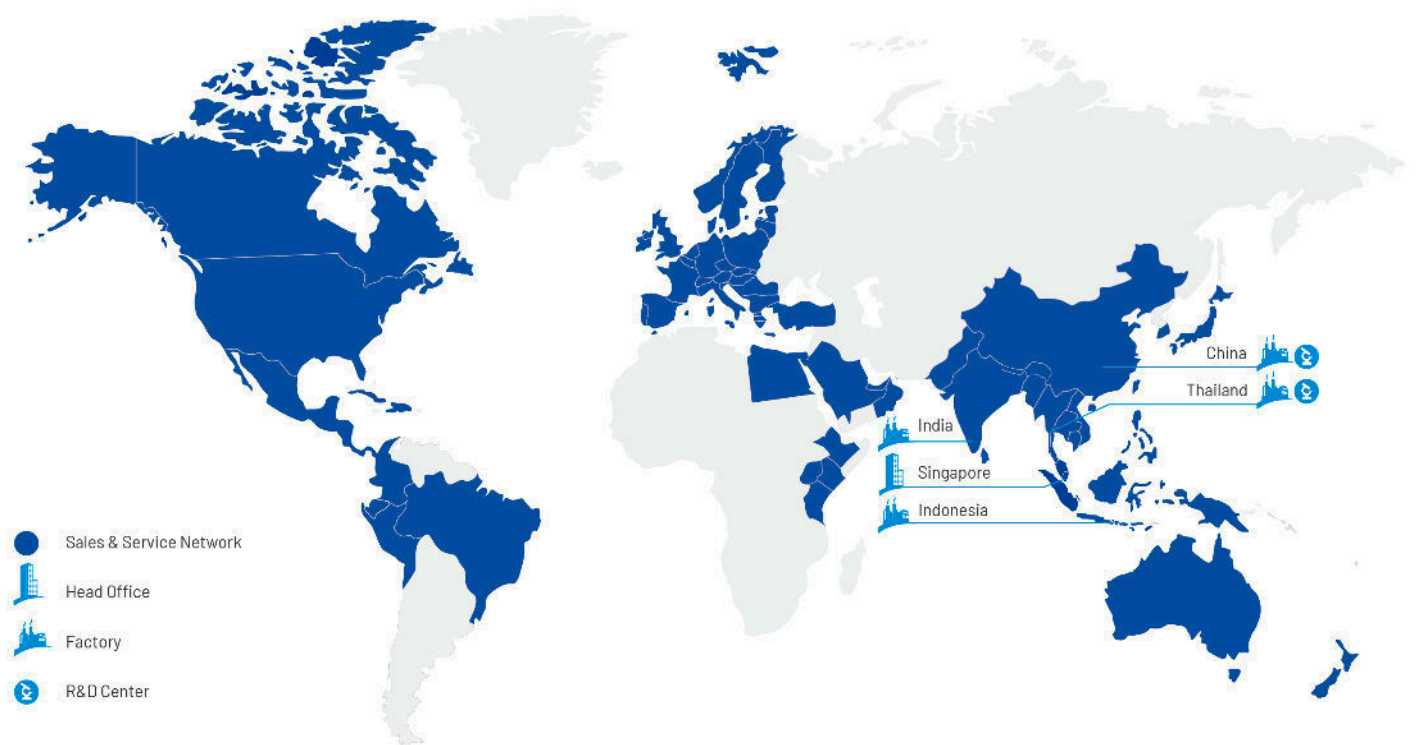 China
Thailand
India
Singapore
Indonesia
Sales & Service Network
Head Office
Factory
R&D Center